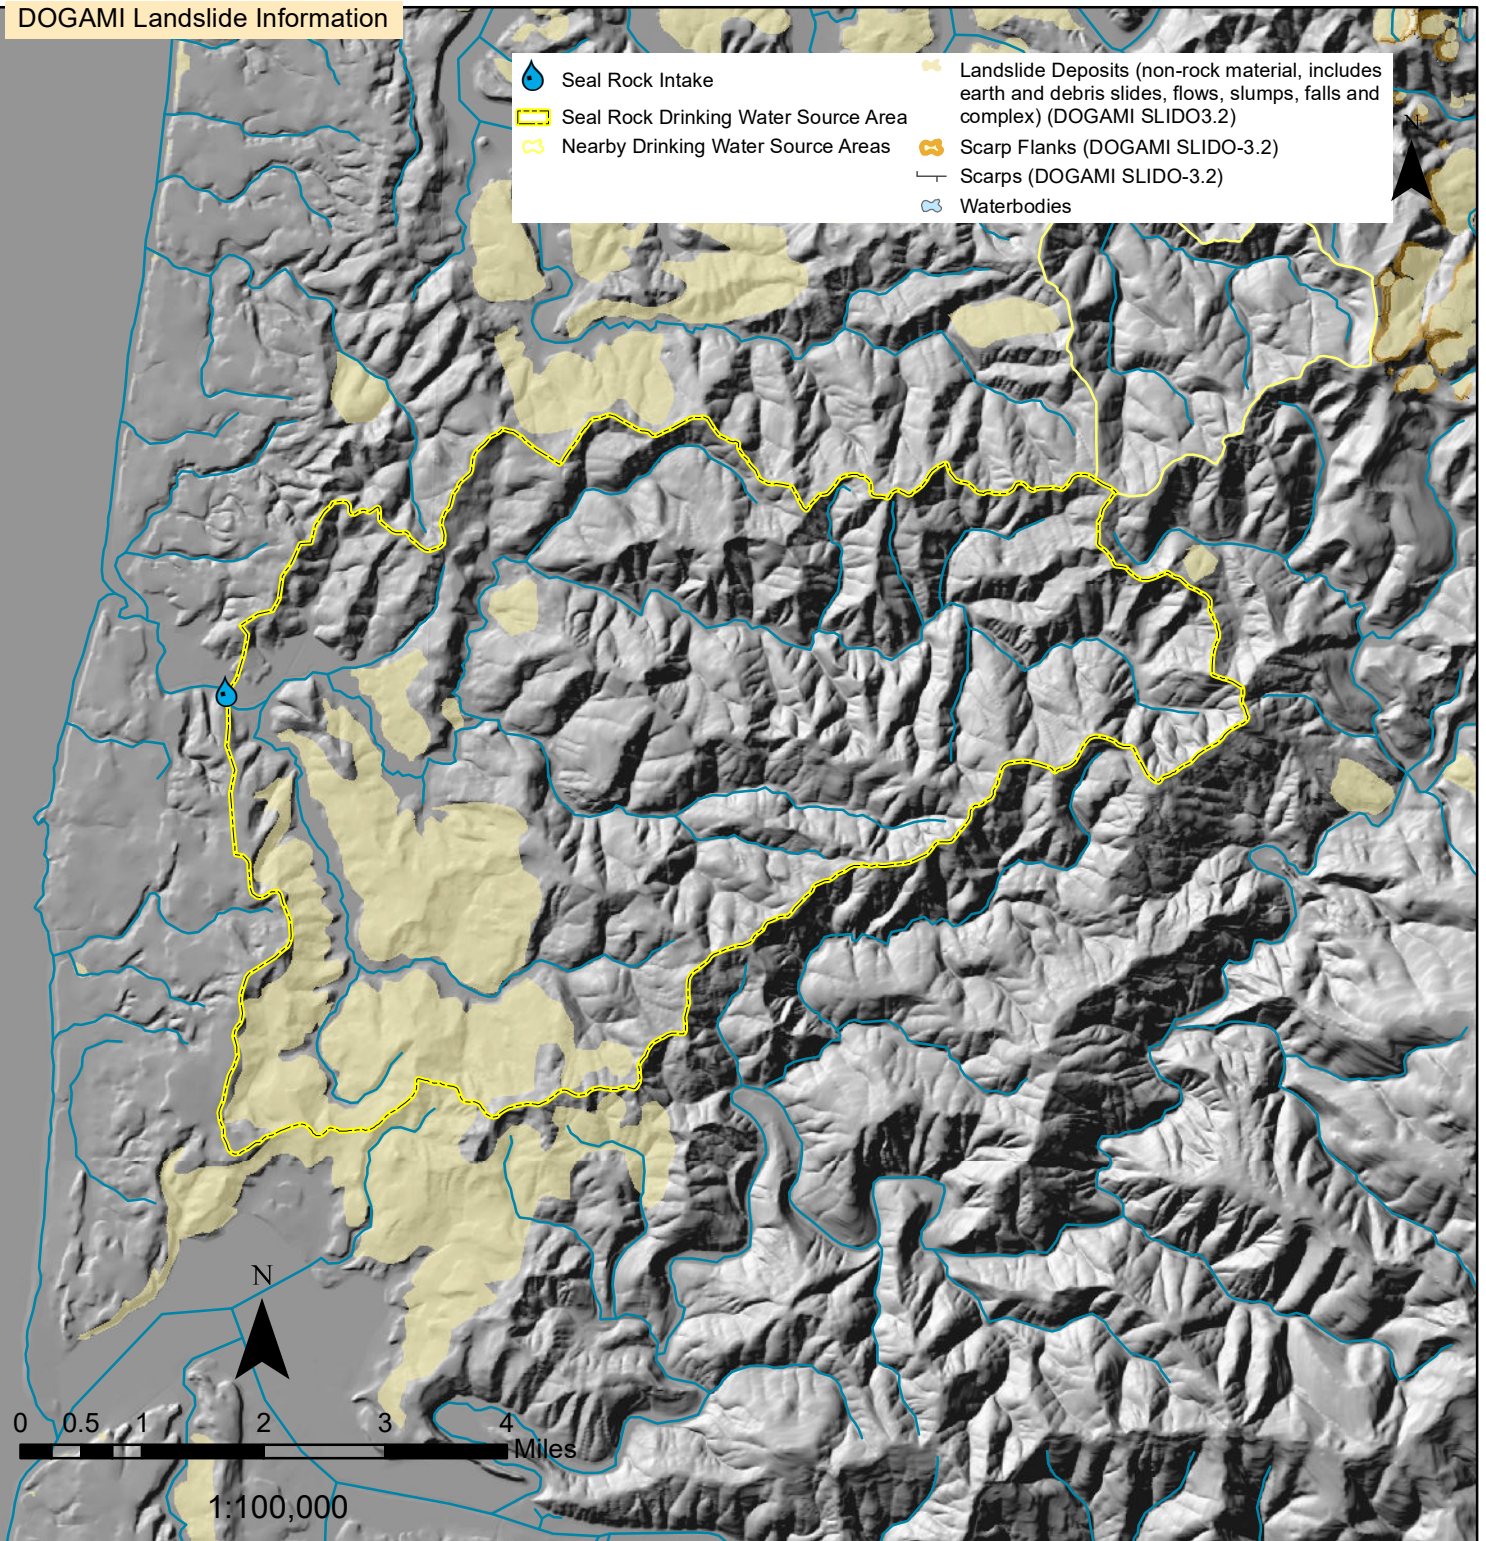 DOGAMI Landslide Information
Seal Rock Intake
Seal Rock Drinking Water Source Area
Nearby Drinking Water Source Areas
Landslide Deposits (non-rock material, includes
earth and debris slides, flows, slumps, falls and
complex) (DOGAMI SLIDO3.2)
Scarp Flanks (DOGAMI SLIDO-3.2)
Scarps (DOGAMI SLIDO-3.2)
Waterbodies
N
N
0 0.5 1 2 3 4
Miles
1:100,000